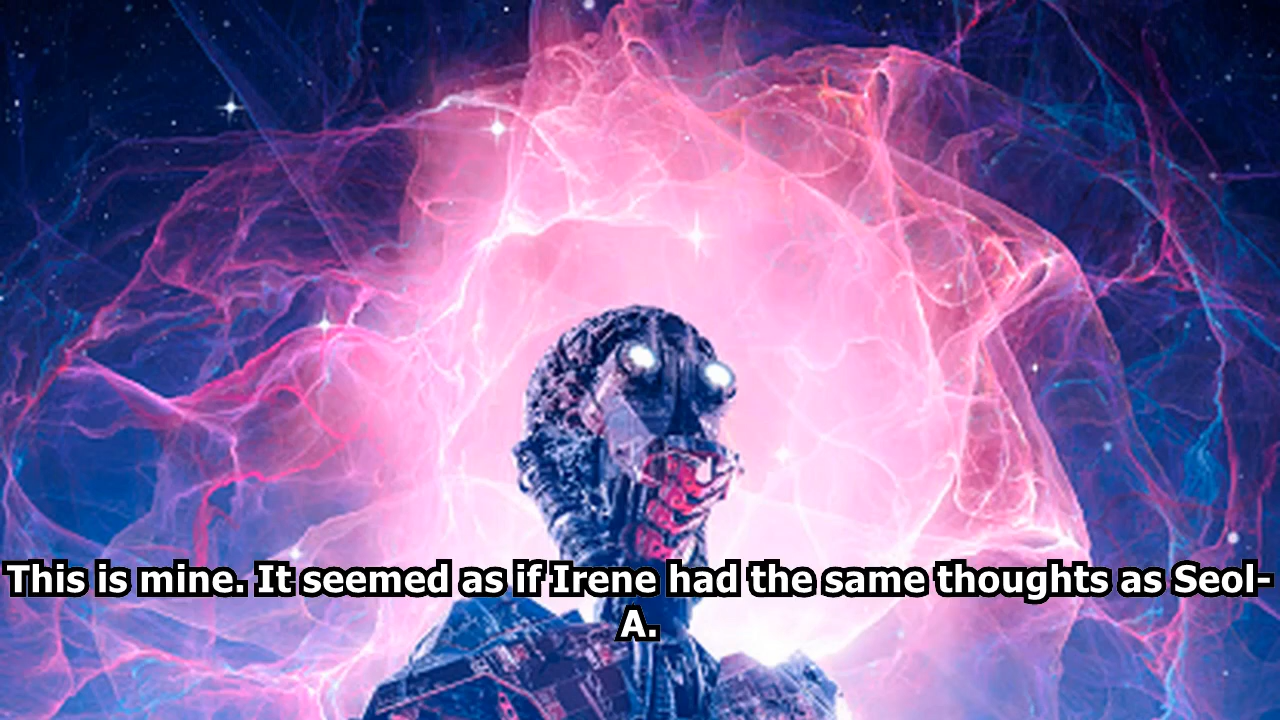 This is mine. It seemed as if Irene had the same thoughts as Seol-
A.